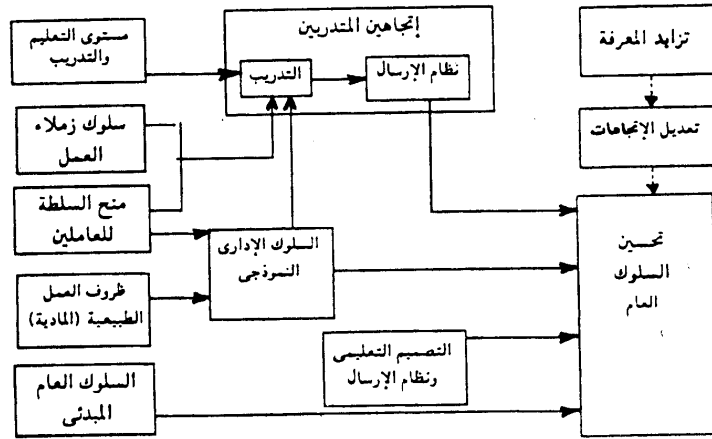 إتجاهين المتدريين
تزايد المعرفة
مستوى التعليم
والتدريب
التدريب
نظام الإرسال
سلوك زملاء
العمل
تعديل الإتجاهات
منح السلطة
للعاملين
السلوك الإدارى
النموذجى
تحسين
السلوك
العام
ظروف العمل
الطبيعية (المادية)
التصميم التعليمى
ونظام الإرسال
السلوك العام
المبدئى